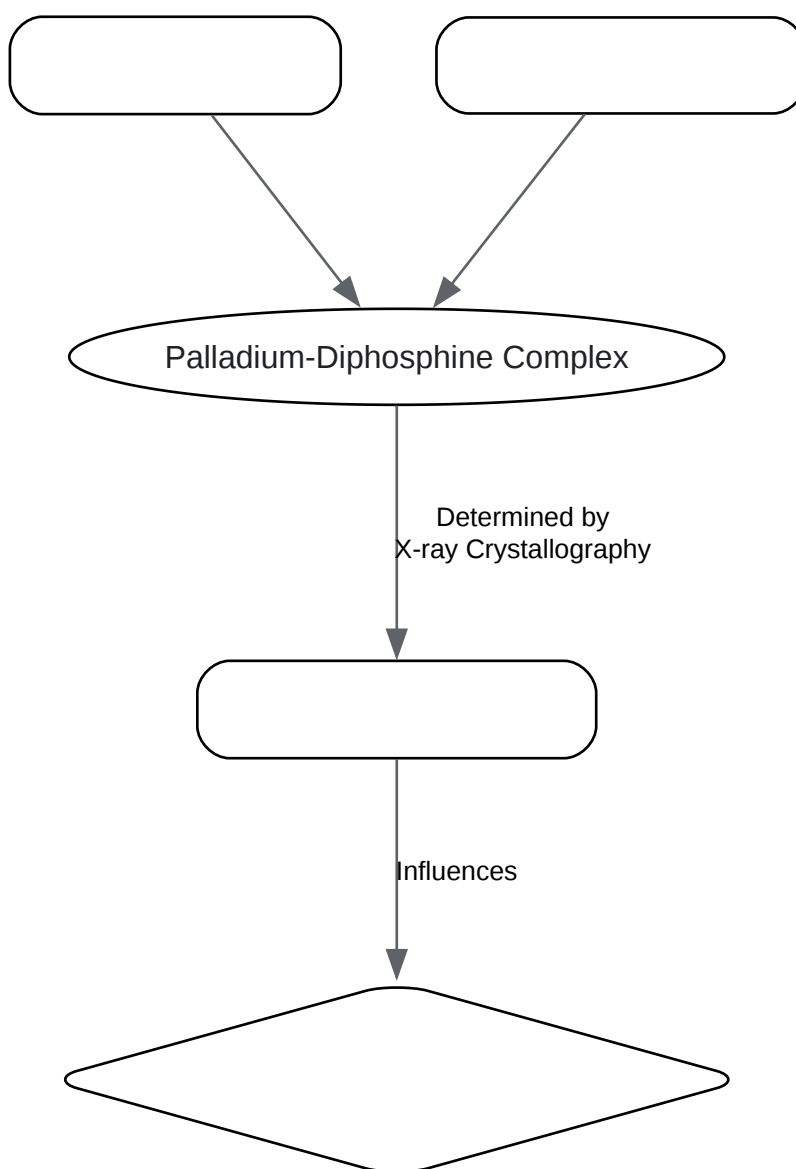 Palladium-Diphosphine Complex
Determined by
X-ray Crystallography
Influences